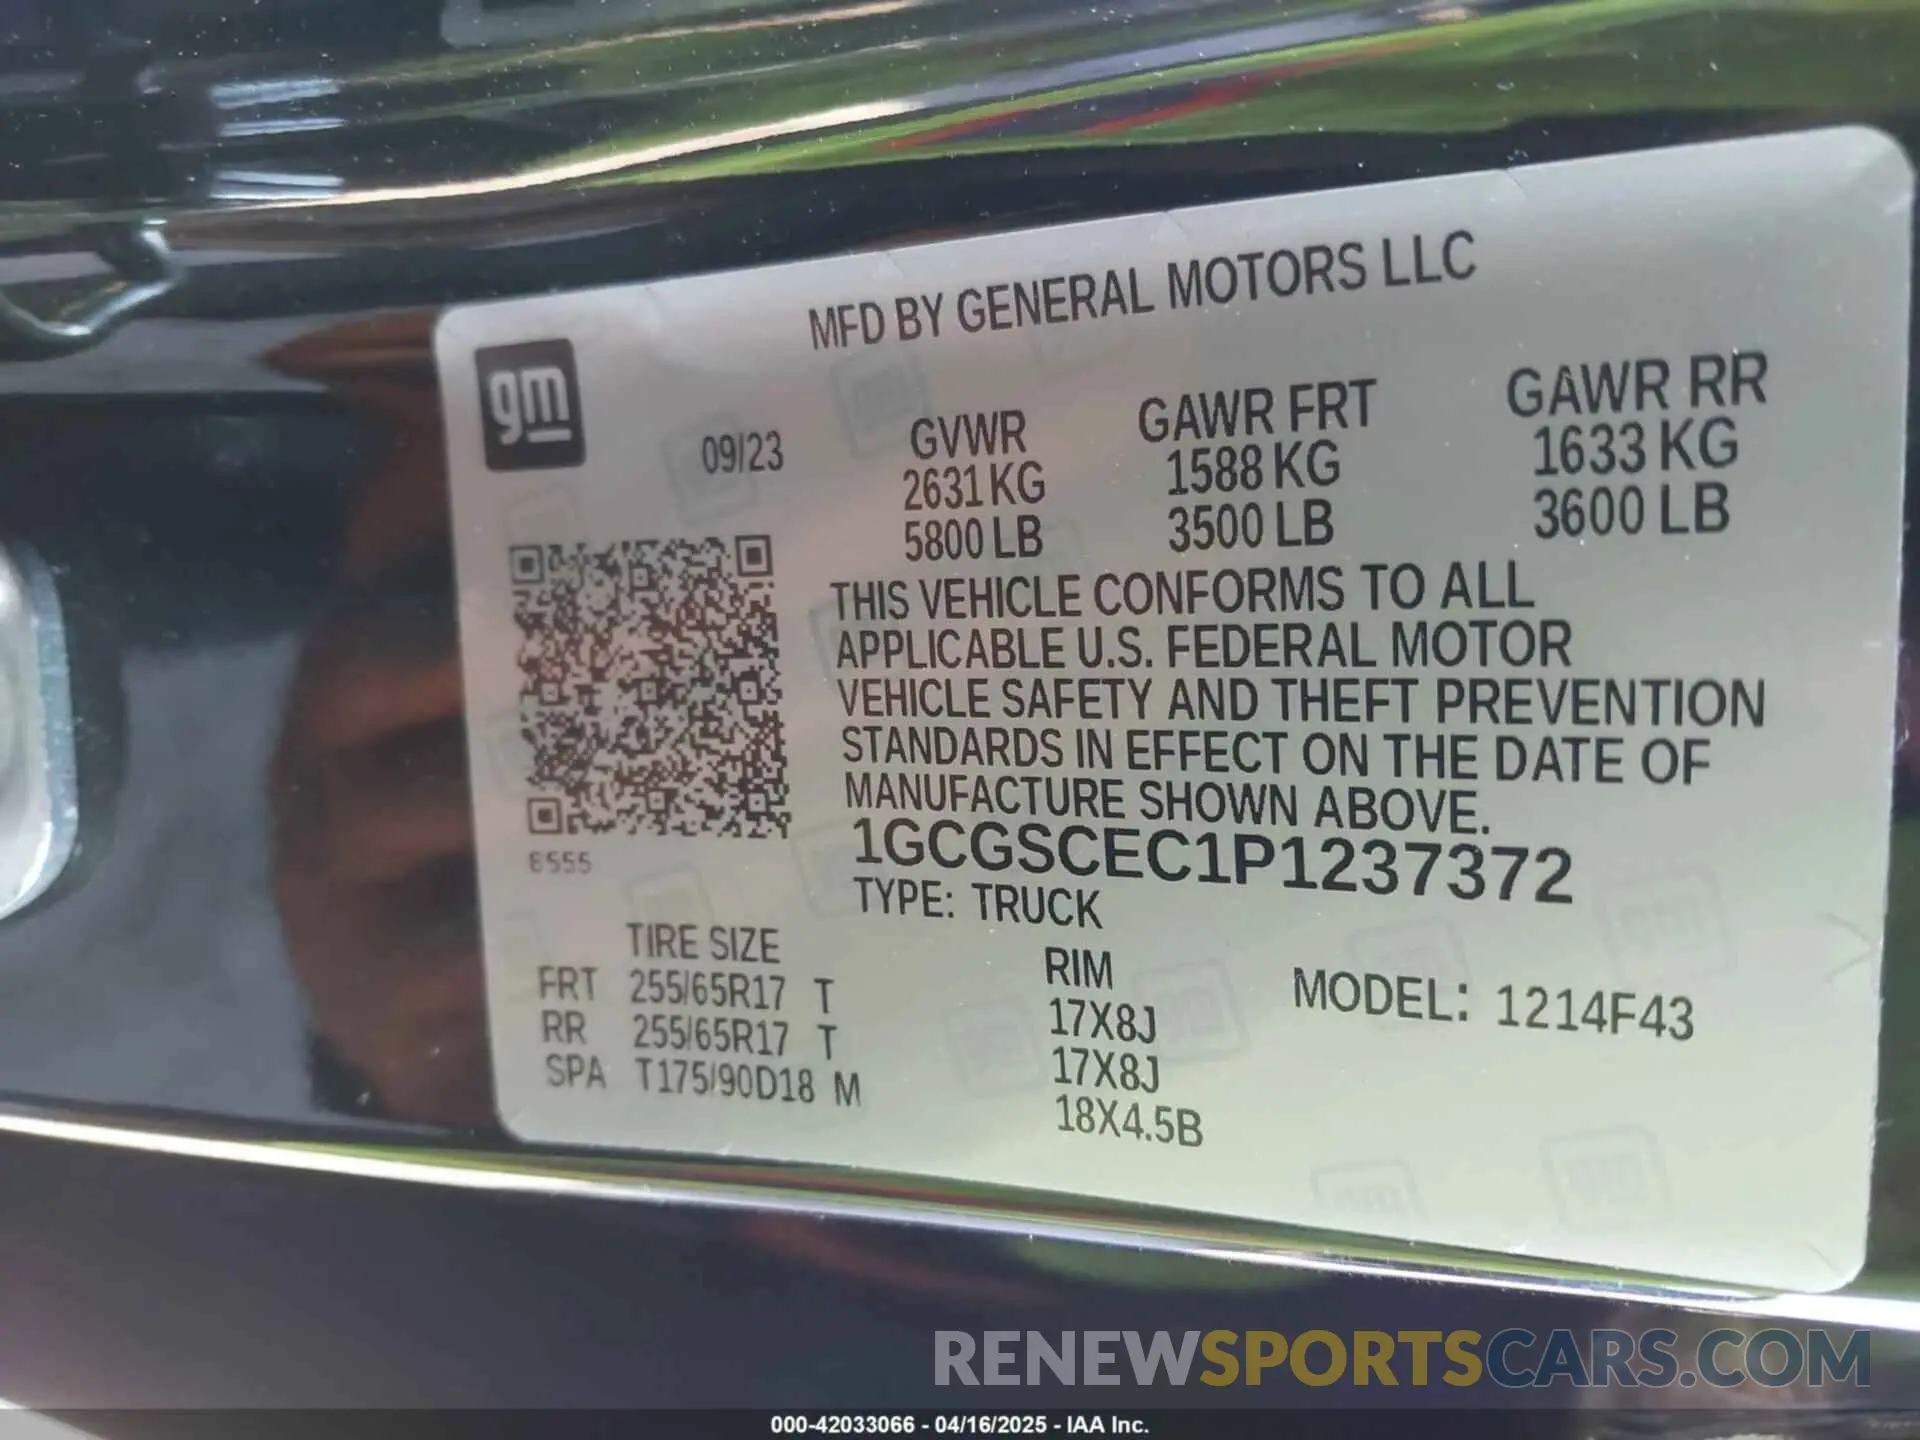 MFD BY GENERAL MOTORS LLC
gm
09/23
GVWR
2631 KG
5800 LB
GAWR FRT
1588 KG
3500 LB
GAWR RR
1633 KG
3600 LB
THIS VEHICLE CONFORMS TO ALL
APPLICABLE U.S. FEDERAL MOTOR
VEHICLE SAFETY AND THEFT PREVENTION
STANDARDS IN EFFECT ON THE DATE OF
MANUFACTURE SHOWN ABOVE.
1GCGSCEC1P1237372
TYPE: TRUCK
TIRE SIZE
RIM
FRT 255/65R17 T 17X8J
RR 255/65R17 T 17X8J
SPA T175/90D18 M 18X4.5B
MODEL: 1214F43
RENEWSPORTSCARS.COM
000-42033066 - 04/16/2025 - IAA Inc.